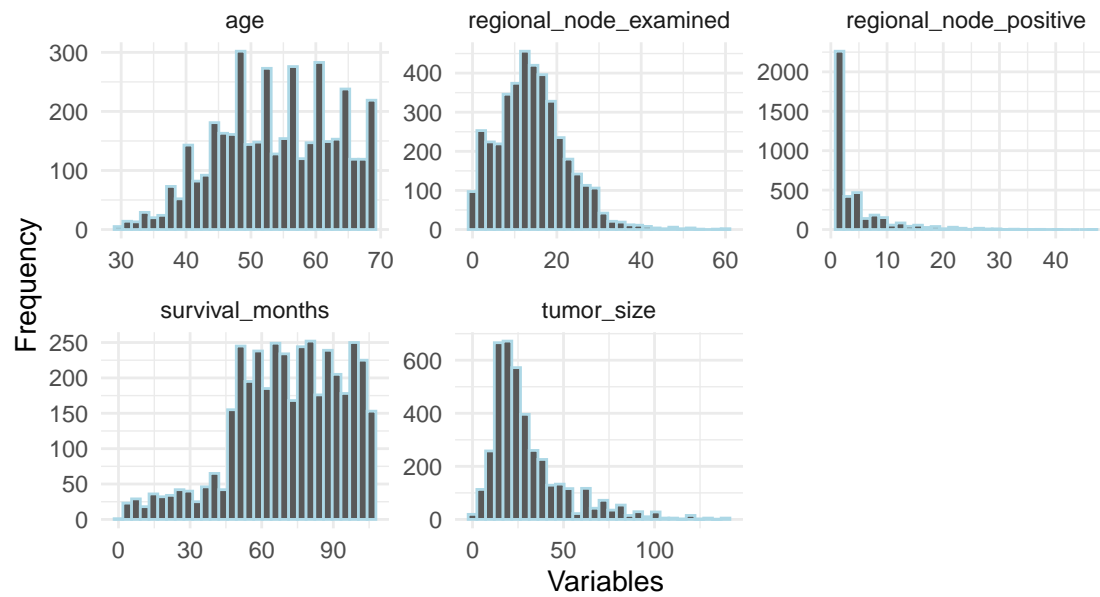 age
regional_node_examined
regional_node_positive
300
200
100
0
30 40 50 60 70
400
300
200
100
0
0 20 40 60
2000
1500
1000
500
0
0 10 20 30 40
Frequency
survival_months
tumor_size
250
200
150
100
50
0
0 30 60 90
600
400
200
0
0 50 100
Variables